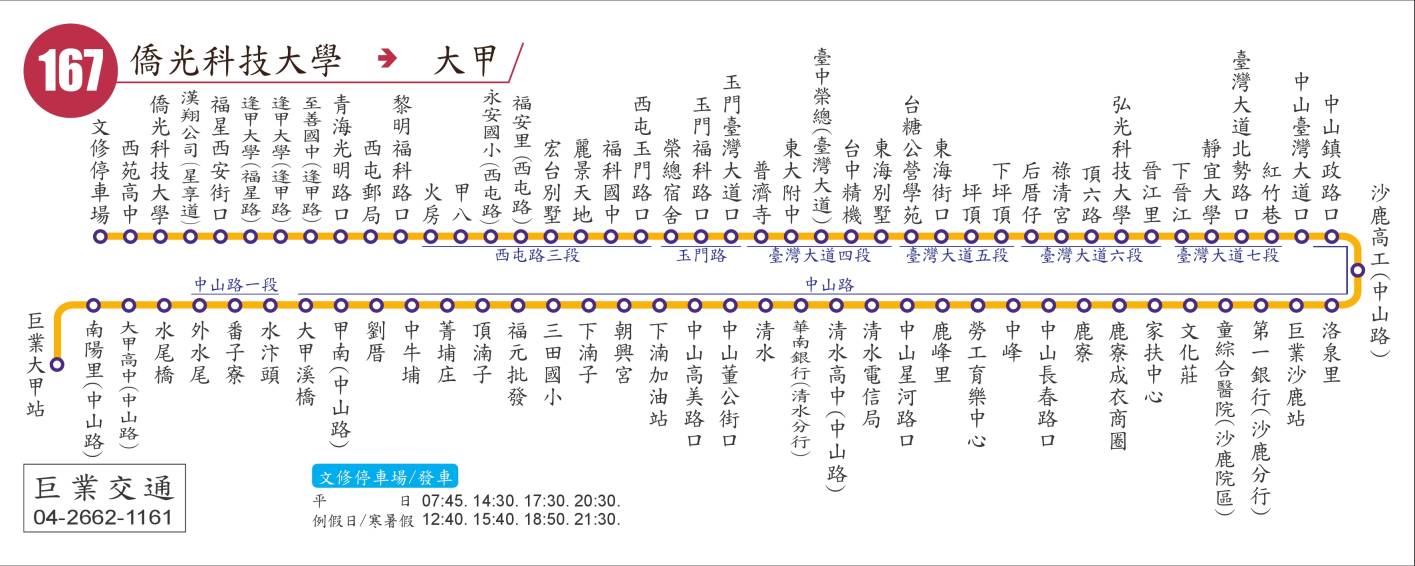 167 僑光科技大學 → 大甲
文修停車場
西苑高中
僑光科技大學
漢翔公司(星享道)
福星西安街口
逢甲大學(福星路)
逢甲大學(逢甲路)
至善國中(逢甲路)
青海光明路口
西屯郵局
黎明福科路口
火房
甲八
永安國小(西屯路)
福安里(西屯路)
宏台別墅
麗景天地
福科國中
西屯玉門路口
榮總宿舍
玉門福科路口
玉門臺灣大道口
普濟寺
東大附中
臺中榮總(臺灣大道)
台中精機
東海別墅
台糖公營學苑
東海街口
坪頂
下坪頂
后厝仔
祿清宮
頂六路
弘光科技大學
晉江里
下晉江
靜宜大學
臺灣大道北勢路口
紅竹巷
中山臺灣大道口
中山鎮政路口
沙鹿高工(中山路)
西屯路三段
玉門路
臺灣大道四段
臺灣大道五段
臺灣大道六段
臺灣大道七段
中山路一段
中山路
巨業大甲站
南陽里(中山路)
大甲高中(中山路)
水尾橋
外水尾
番子寮
水汴頭
大甲溪橋
甲南(中山路)
劉厝
中牛埔
菁埔庄
頂湳子
福元批發
三田國小
下湳子
朝興宮
下湳加油站
中山高美路口
中山董公街口
清水
華南銀行(清水分行)
清水高中(中山路)
清水電信局
中山星河路口
鹿峰里
勞工育樂中心
中峰
中山長春路口
鹿寮
鹿寮成衣商圈
家扶中心
文化莊
童綜合醫院(沙鹿院區)
第一銀行(沙鹿分行)
巨業沙鹿站
洛泉里
巨業交通
04-2662-1161
文修停車場/發車
平日 07:45. 14:30. 17:30. 20:30.
例假日/寒暑假 12:40. 15:40. 18:50. 21:30.